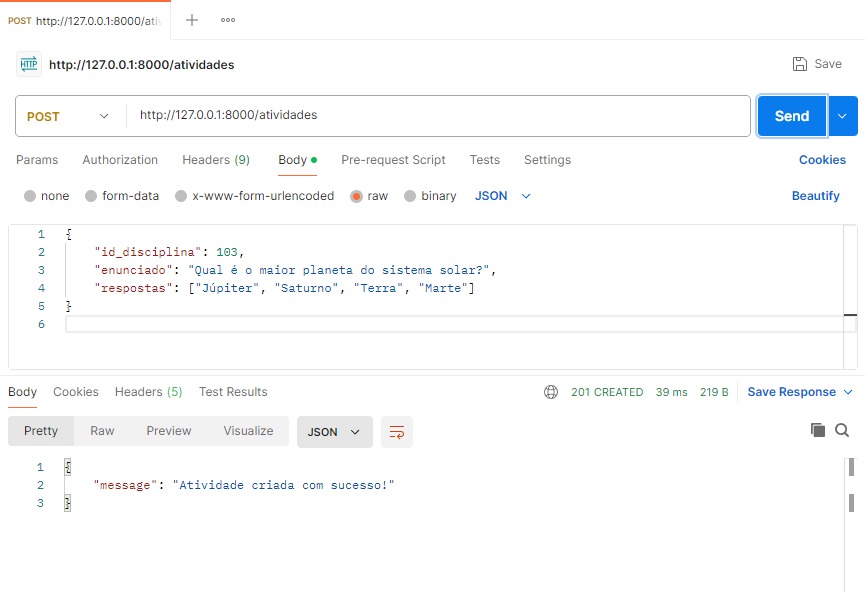 POST http://127.0.0.1:8000/ativ
HTTP http://127.0.0.1:8000/atividades Save
POST http://127.0.0.1:8000/atividades Send
Params Authorization Headers (9) Body Pre-request Script Tests Settings Cookies
none form-data x-www-form-urlencoded raw binary JSON Beautify
1 {
2 "id_disciplina": 103,
3 "enunciado": "Qual é o maior planeta do sistema solar?",
4 "respostas": ["Júpiter", "Saturno", "Terra", "Marte"]
5 }
6
Body Cookies Headers (5) Test Results 201 CREATED 39 ms 219 B Save Response
Pretty Raw Preview Visualize JSON
1 {
2 "message": "Atividade criada com sucesso!"
3 }